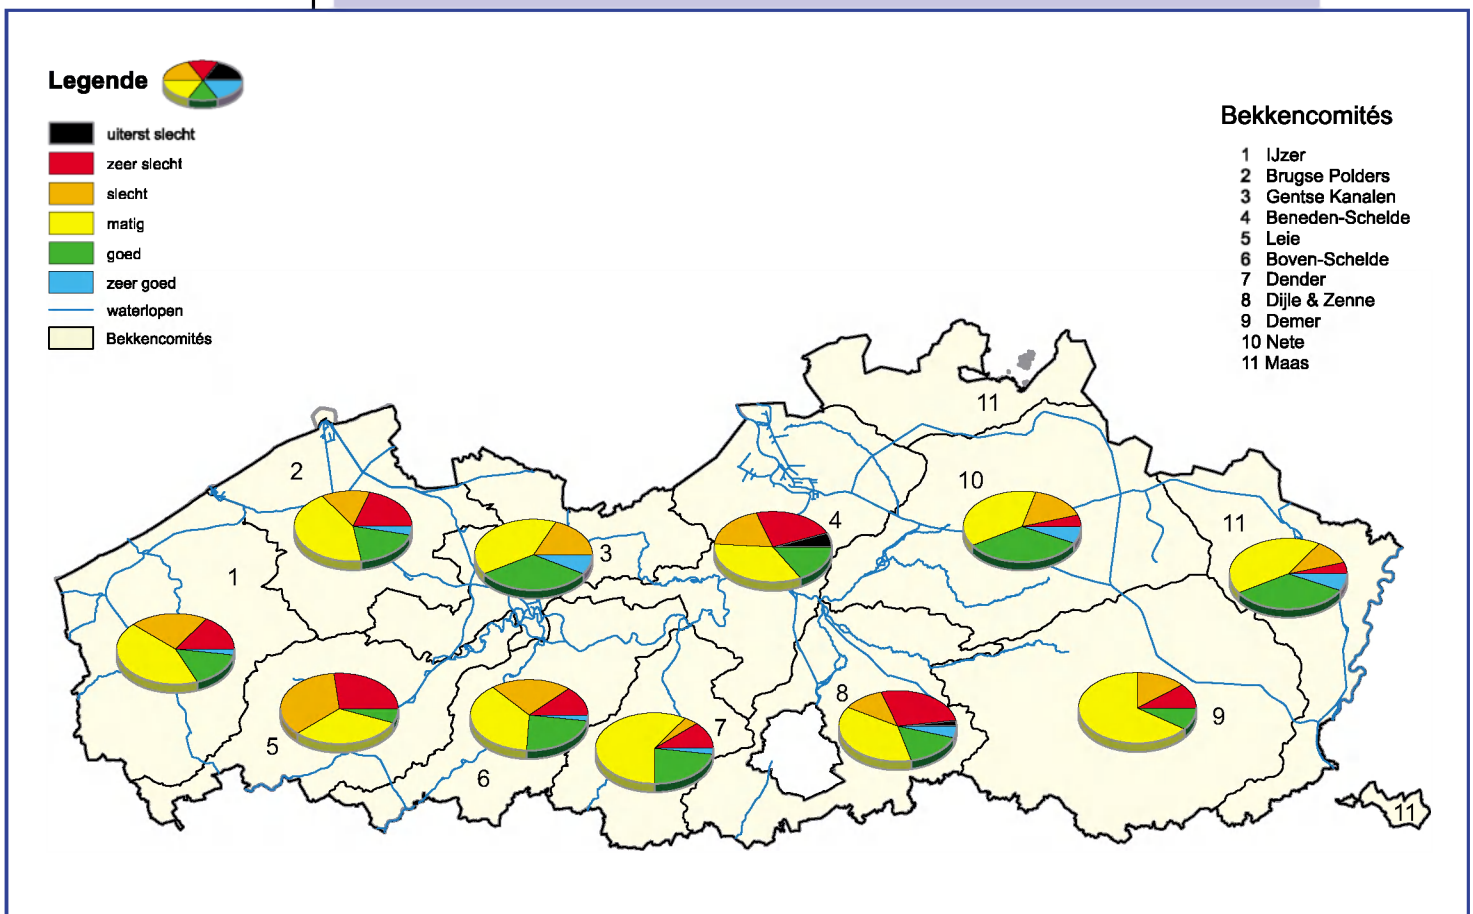 Legende
uiterst slecht
zeer slecht
slecht
matig
goed
zeer goed
waterlopen
Bekkencomités
Bekkencomités
1 IJzer
2 Brugse Polders
3 Gentse Kanalen
4 Beneden-Schelde
5 Leie
6 Boven-Schelde
7 Dender
8 Dijle & Zenne
9 Demer
10 Nete
11 Maas
11
2
10
4
11
3
1
8
7
9
5
6
11